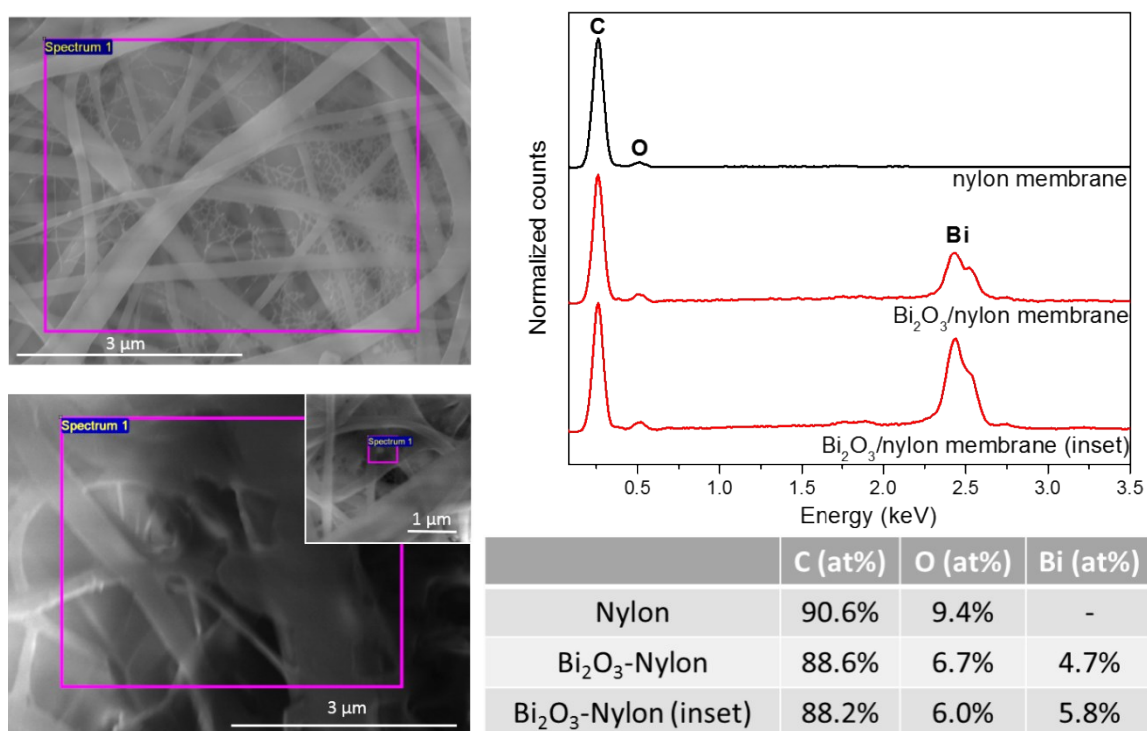 Spectrum 1
3 μm
Spectrum 1
Spectrum 1
1 μm
3 μm
Normalized counts
C
O
nylon membrane
Bi
Bi₂O₃/nylon membrane
Bi₂O₃/nylon membrane (inset)
0.5 1.0 1.5 2.0 2.5 3.0 3.5
Energy (keV)
C (at%) O (at%) Bi (at%)
Nylon 90.6% 9.4% -
Bi₂O₃-Nylon 88.6% 6.7% 4.7%
Bi₂O₃-Nylon (inset) 88.2% 6.0% 5.8%